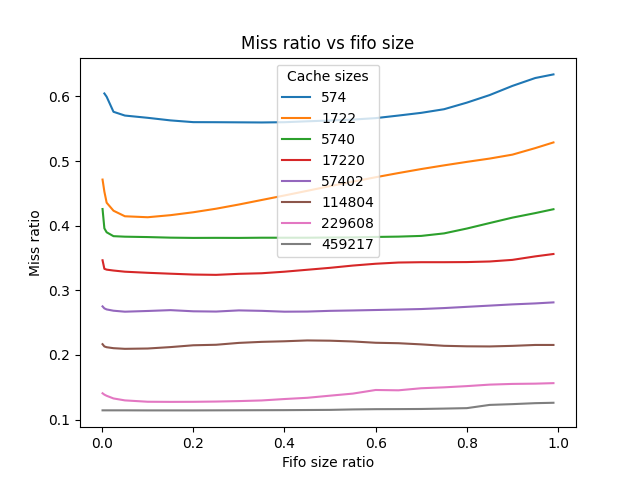 Miss ratio vs fifo size
Cache sizes
574
1722
5740
17220
57402
114804
229608
459217
Miss ratio
0.6
0.5
0.4
0.3
0.2
0.1
0.0 0.2 0.4 0.6 0.8 1.0
Fifo size ratio